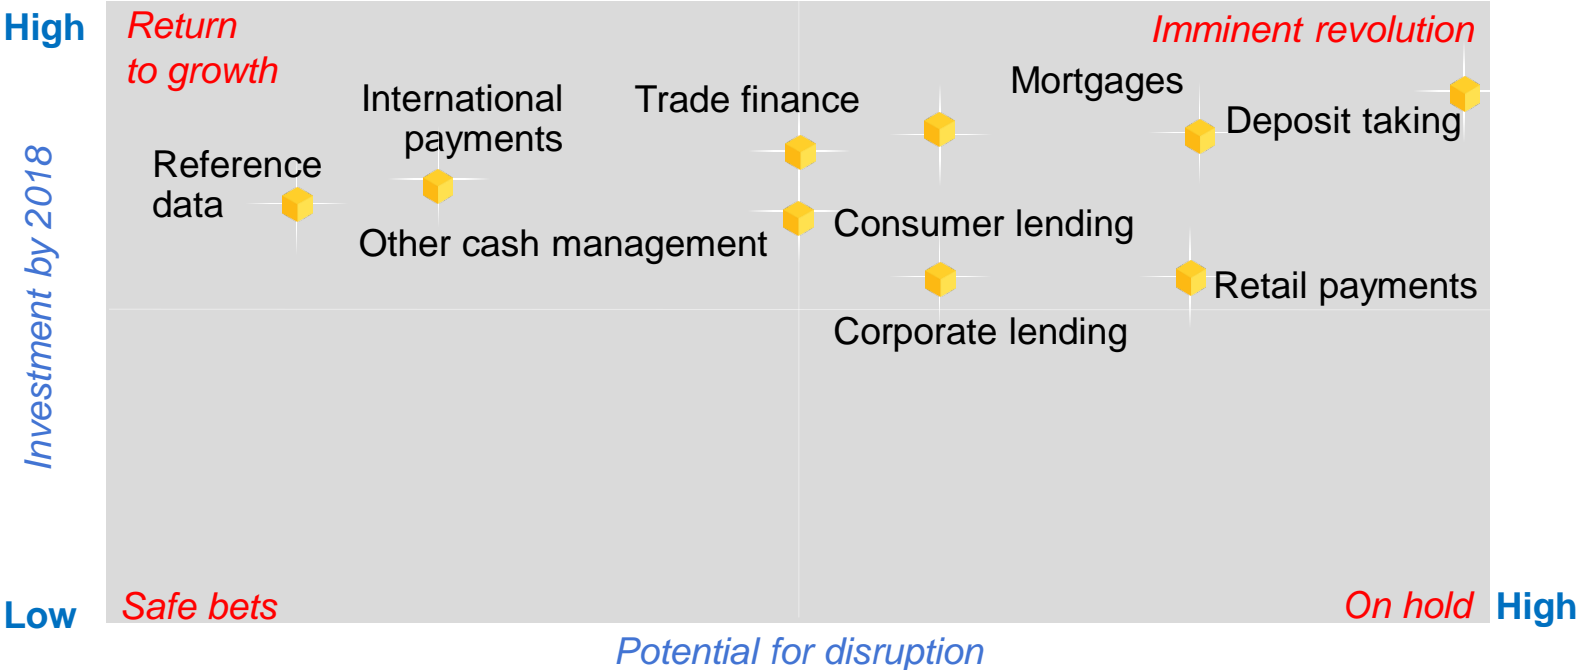 High
Return
to growth
Imminent revolution
International
payments
Trade finance
Mortgages
Deposit taking
Reference
data
Other cash management
Consumer lending
Retail payments
Corporate lending
Investment by 2018
Low
Safe bets
On hold
High
Potential for disruption